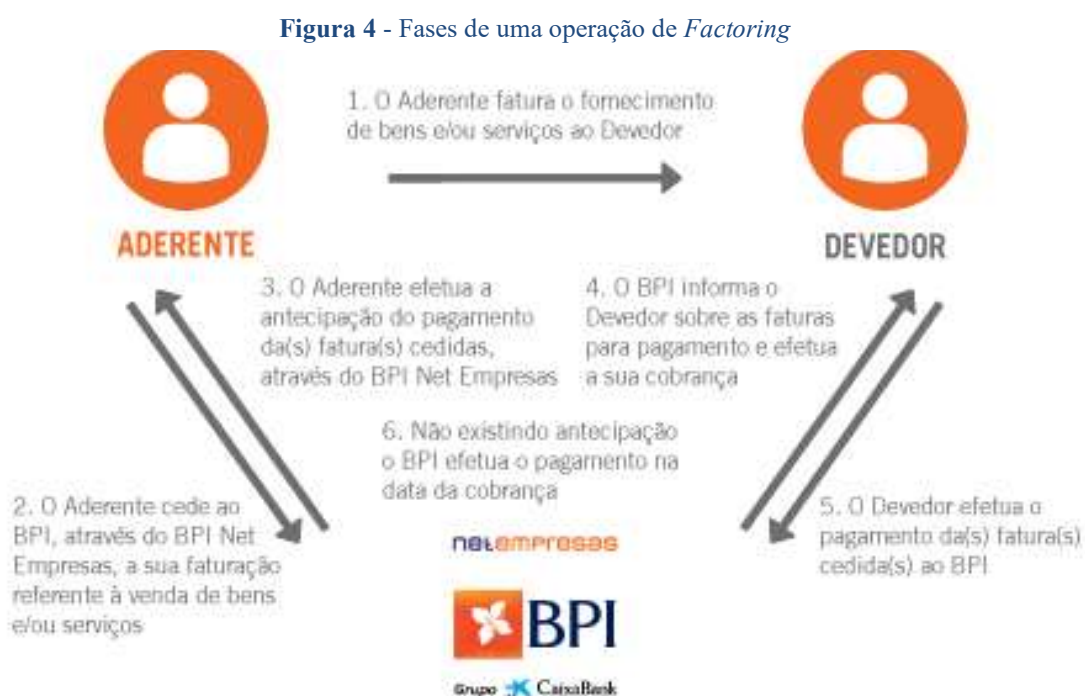 Figura 4 - Fases de uma operação de Factoring
1. O Aderente fatura o fornecimento
de bens e/ou serviços ao Devedor
ADERENTE
DEVEDOR
3. O Aderente efetua a
antecipação do pagamento
da(s) fatura(s) cedidas,
através do BPI Net Empresas
4. O BPI informa o
Devedor sobre as faturas
para pagamento e efetua
a sua cobrança
6. Não existindo antecipação
o BPI efetua o pagamento na
data da cobrança
2. O Aderente cede ao
BPI, através do BPI Net
Empresas, a sua faturação
referente à venda de bens
e/ou serviços
5. O Devedor efetua o
pagamento da(s) fatura(s)
cedida(s) ao BPI
netempresas
BPI
Grupo CaixaBank